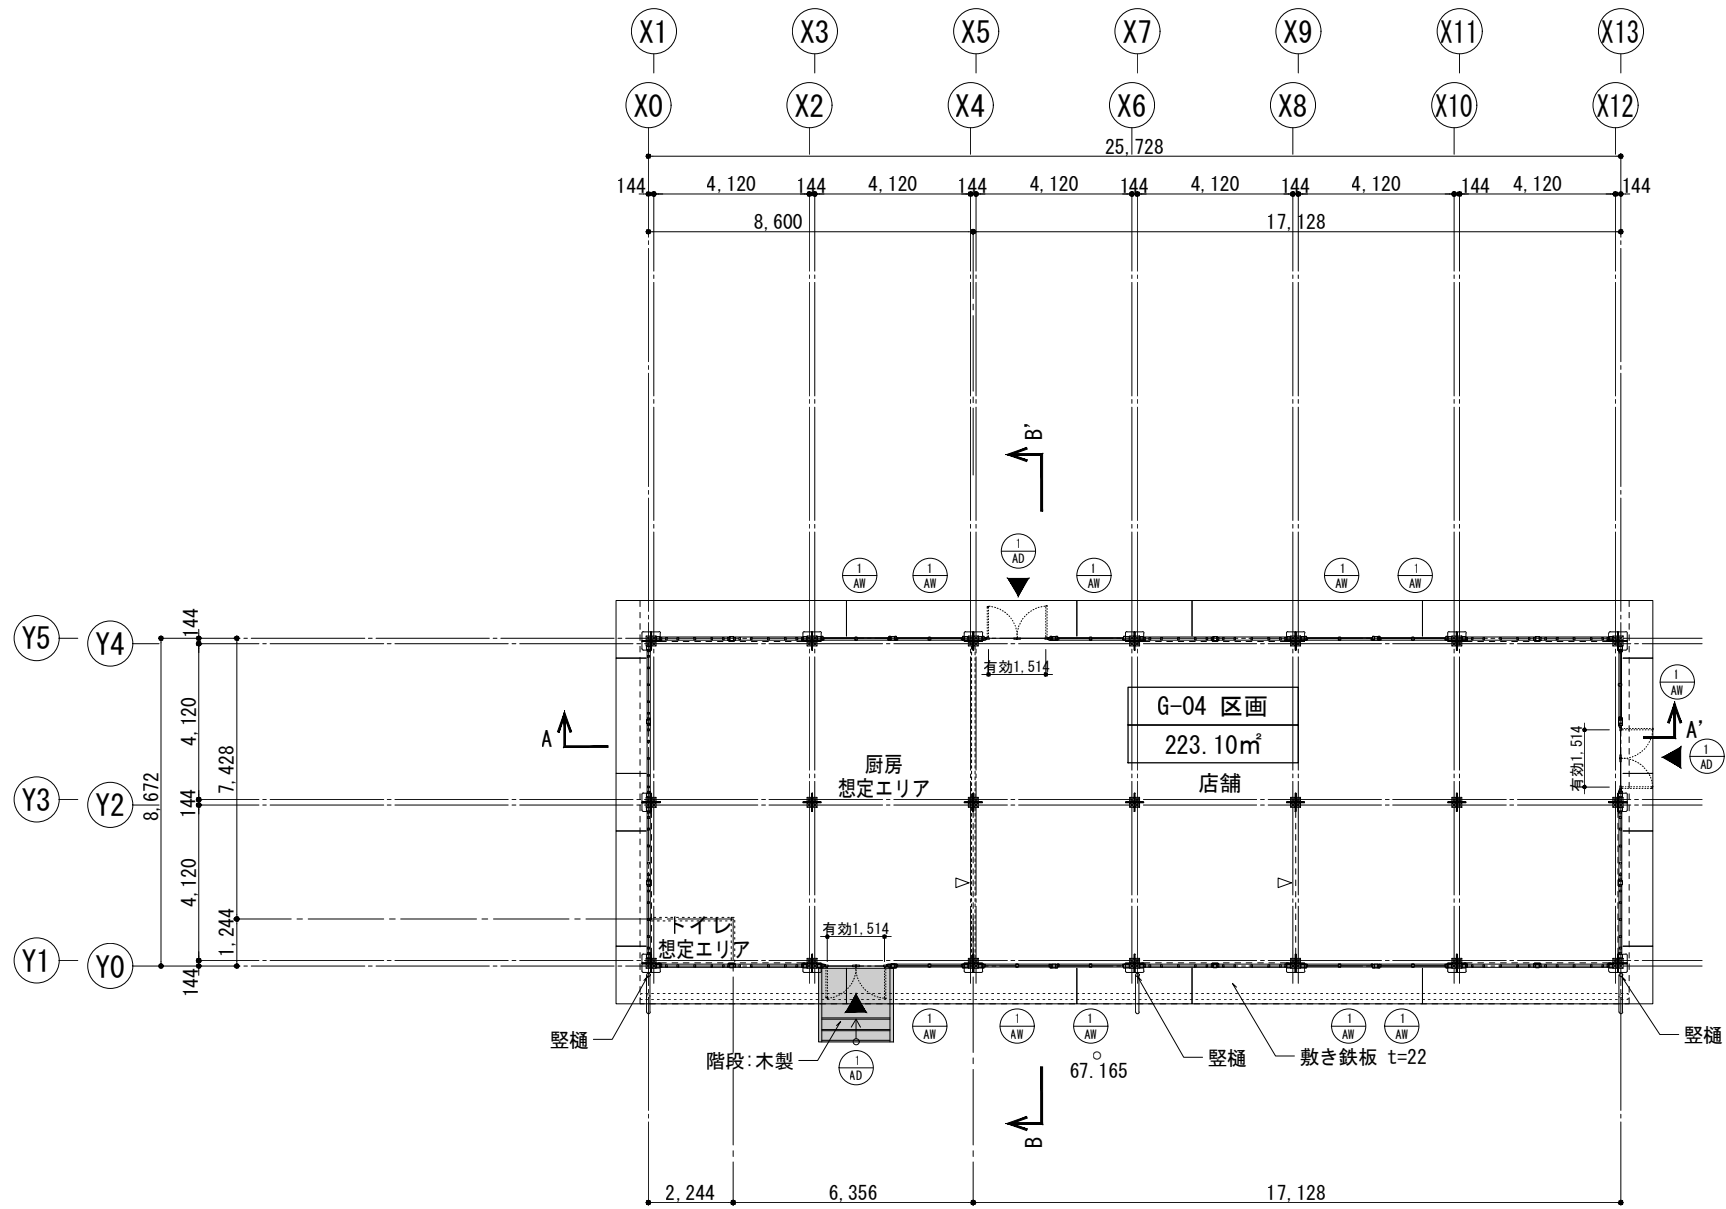 X1 X3 X5 X7 X9 X11 X13
X0 X2 X4 X6 X8 X10 X12
25,728
144 4,120 144 4,120 144 4,120 144 4,120 144 4,120 144 4,120 144
8,600 17,128
B'
1
AD
1
AW
1
AW
1
AW
1
AW
1
AW
Y5 Y4
144
有効1,514
G-04 区画
223.10㎡
店舗
厨房
想定エリア
A
A'
1
AW
1
AD
有効1,514
4,120
7,428
8,672
Y3 Y2
144
4,120
1,244
Y1 Y0
144
トイレ
想定エリア
有効1,514
竪樋
階段:木製
1
AD
1
AW
1
AW
1
AW
67.165
竪樋
敷き鉄板 t=22
1
AW
1
AW
竪樋
B
2,244 6,356 17,128